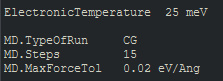 ElectronicTemperature  25 meV
MD.TypeOfRun     CG
MD.Steps         15
MD.MaxForceTol   0.02 eV/Ang